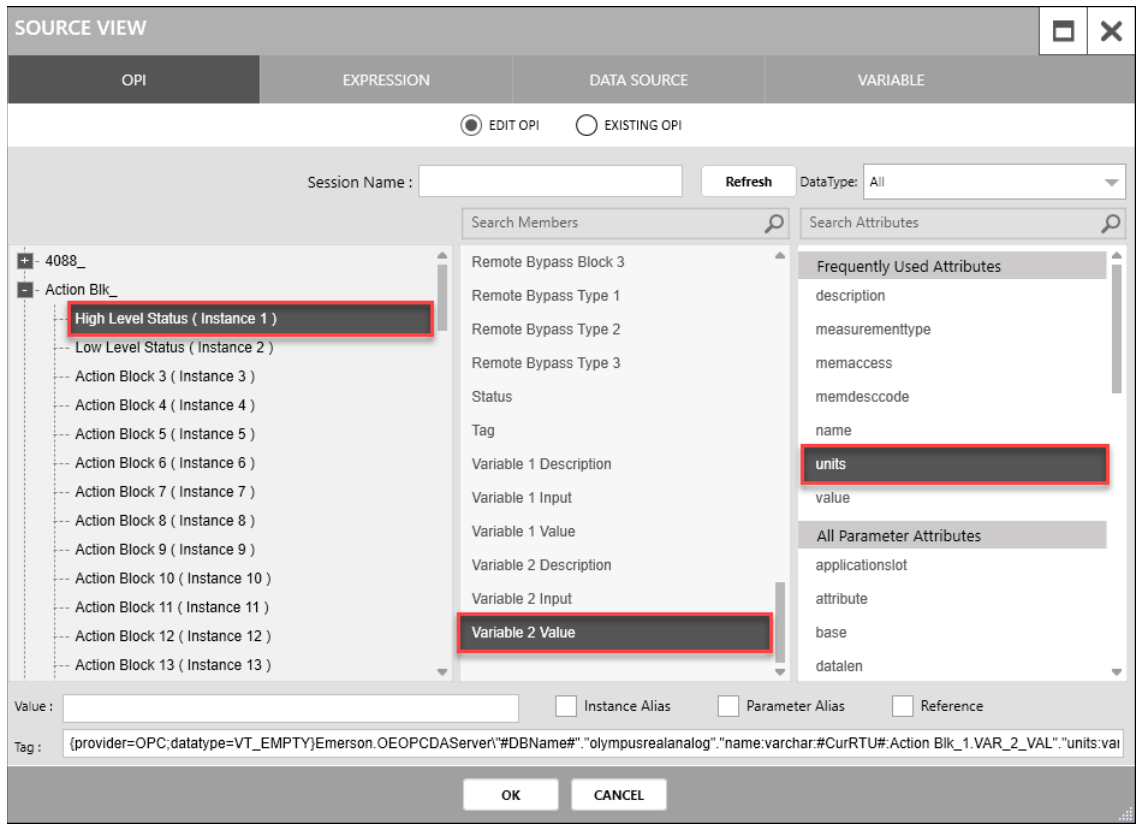 SOURCE VIEW
OPI EXPRESSION DATA SOURCE VARIABLE
EDIT OPI EXISTING OPI
Session Name : Refresh DataType: All
Search Members Search Attributes
4088_
Action Blk_
High Level Status ( Instance 1 )
Low Level Status ( Instance 2 )
Action Block 3 ( Instance 3 )
Action Block 4 ( Instance 4 )
Action Block 5 ( Instance 5 )
Action Block 6 ( Instance 6 )
Action Block 7 ( Instance 7 )
Action Block 8 ( Instance 8 )
Action Block 9 ( Instance 9 )
Action Block 10 ( Instance 10 )
Action Block 11 ( Instance 11 )
Action Block 12 ( Instance 12 )
Action Block 13 ( Instance 13 )
Remote Bypass Block 3
Remote Bypass Type 1
Remote Bypass Type 2
Remote Bypass Type 3
Status
Tag
Variable 1 Description
Variable 1 Input
Variable 1 Value
Variable 2 Description
Variable 2 Input
Variable 2 Value
Frequently Used Attributes
description
measurementtype
memaccess
memdesccode
name
units
value
All Parameter Attributes
applicationslot
attribute
base
datalen
Value : Instance Alias Parameter Alias Reference
Tag : {provider=OPC;datatype=VT_EMPTY}Emerson.OEOPCDAServer\"#DBName#"."olympusrealanalog"."name:varchar:#CurRTU#:Action Blk_1.VAR_2_VAL"."units:var
OK CANCEL